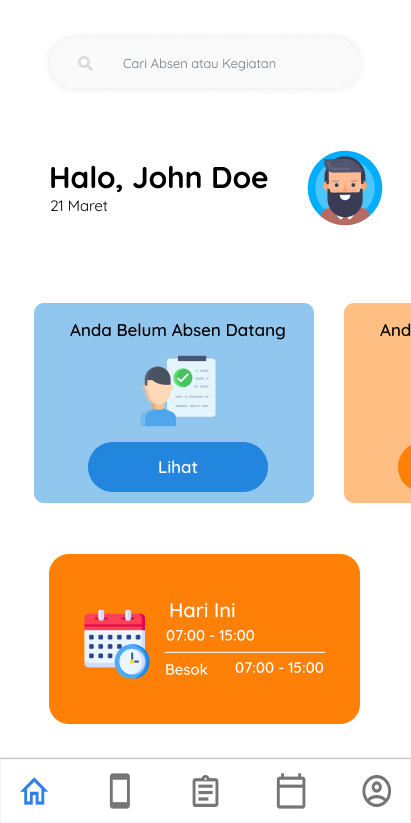 Cari Absen atau Kegiatan
Halo, John Doe
21 Maret
Anda Belum Absen Datang
Lihat
Hari Ini
07:00 - 15:00
Besok 07:00 - 15:00